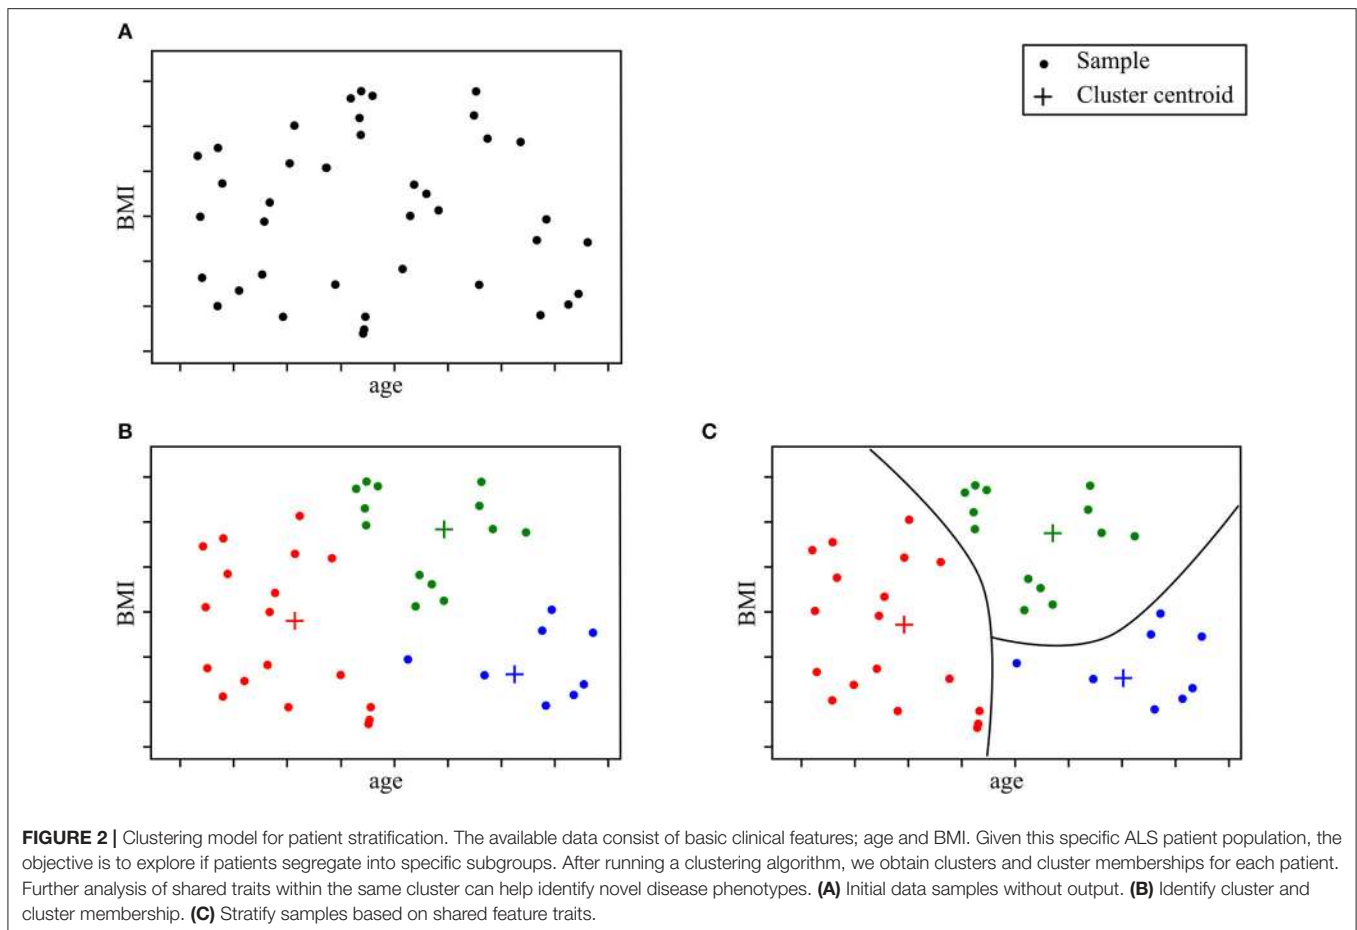 A
Sample
Cluster centroid
BMI
age
B
C
BMI
BMI
age
age
FIGURE 2 | Clustering model for patient stratification. The available data consist of basic clinical features; age and BMI. Given this specific ALS patient population, the
objective is to explore if patients segregate into specific subgroups. After running a clustering algorithm, we obtain clusters and cluster memberships for each patient.
Further analysis of shared traits within the same cluster can help identify novel disease phenotypes. (A) Initial data samples without output. (B) Identify cluster and
cluster membership. (C) Stratify samples based on shared feature traits.